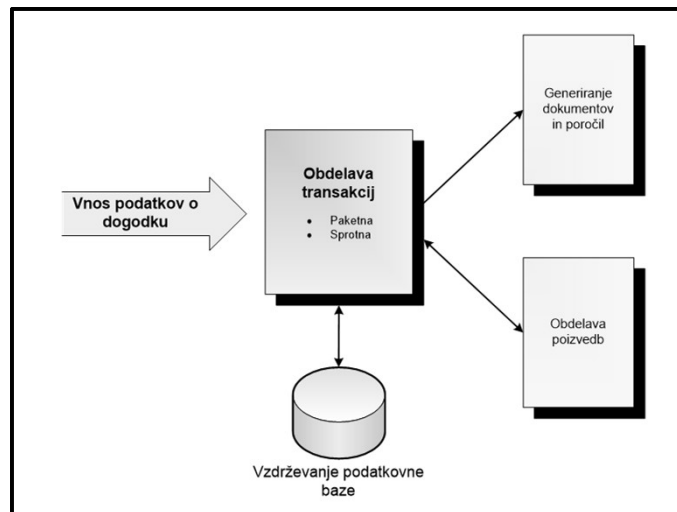 Vnos podatkov o
dogodku
Obdelava
transakcij
• Paketna
• Sprotna
Generiranje
dokumentov
in poročil
Obdelava
poizvedb
Vzdrževanje podatkovne
baze